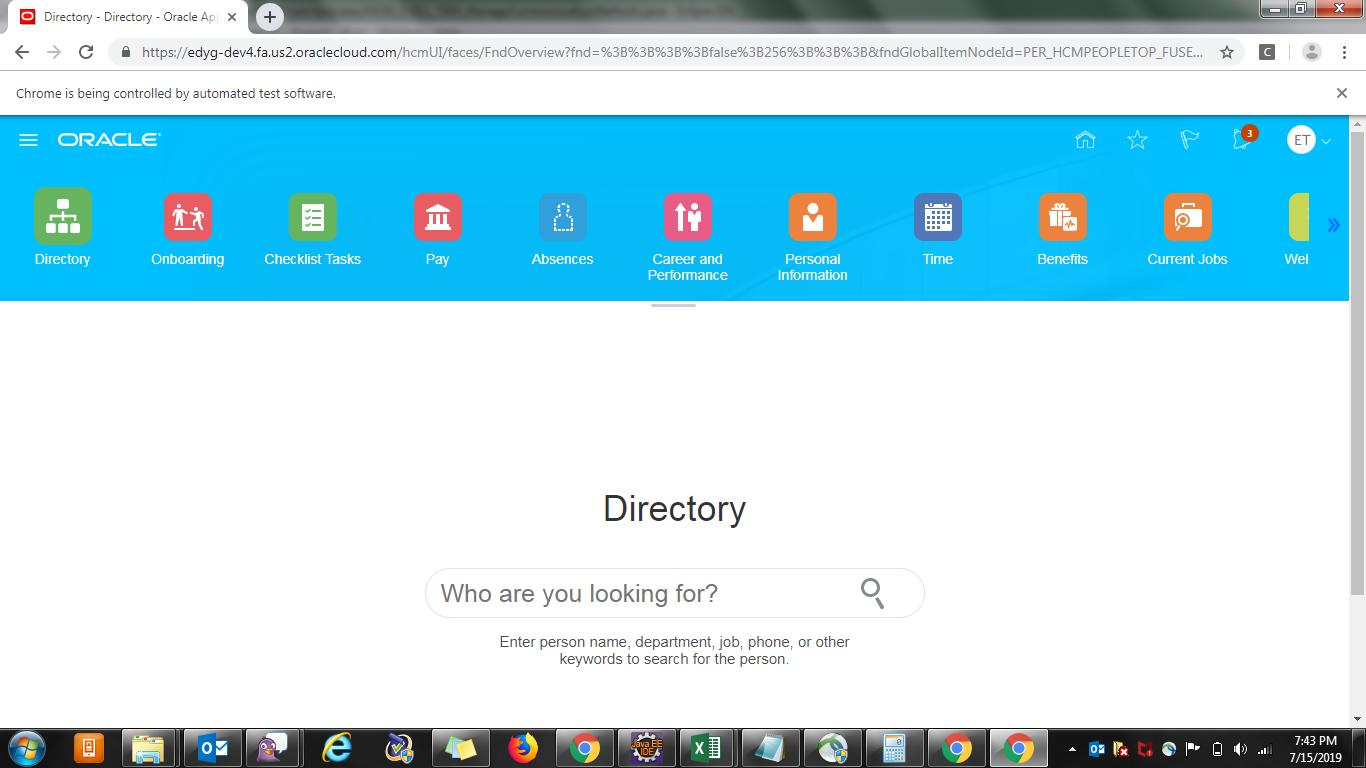 Directory - Directory - Oracle Ap
https://edyg-dev4.fa.us2.oraclecloud.com/hcmUI/faces/FndOverview?fnd=%3B%3B%3B%3Bfalse%3B256%3B%3B%3B&fndGlobalItemNodeId=PER_HCMPEOPLETOP_FUSE...
C
Chrome is being controlled by automated test software.
ORACLE
3
ET
Directory
Onboarding
Checklist Tasks
Pay
Absences
Career and
Performance
Personal
Information
Time
Benefits
Current Jobs
Wel
Directory
Who are you looking for?
Enter person name, department, job, phone, or other
keywords to search for the person.
Java EE
IDE
7:43 PM
7/15/2019